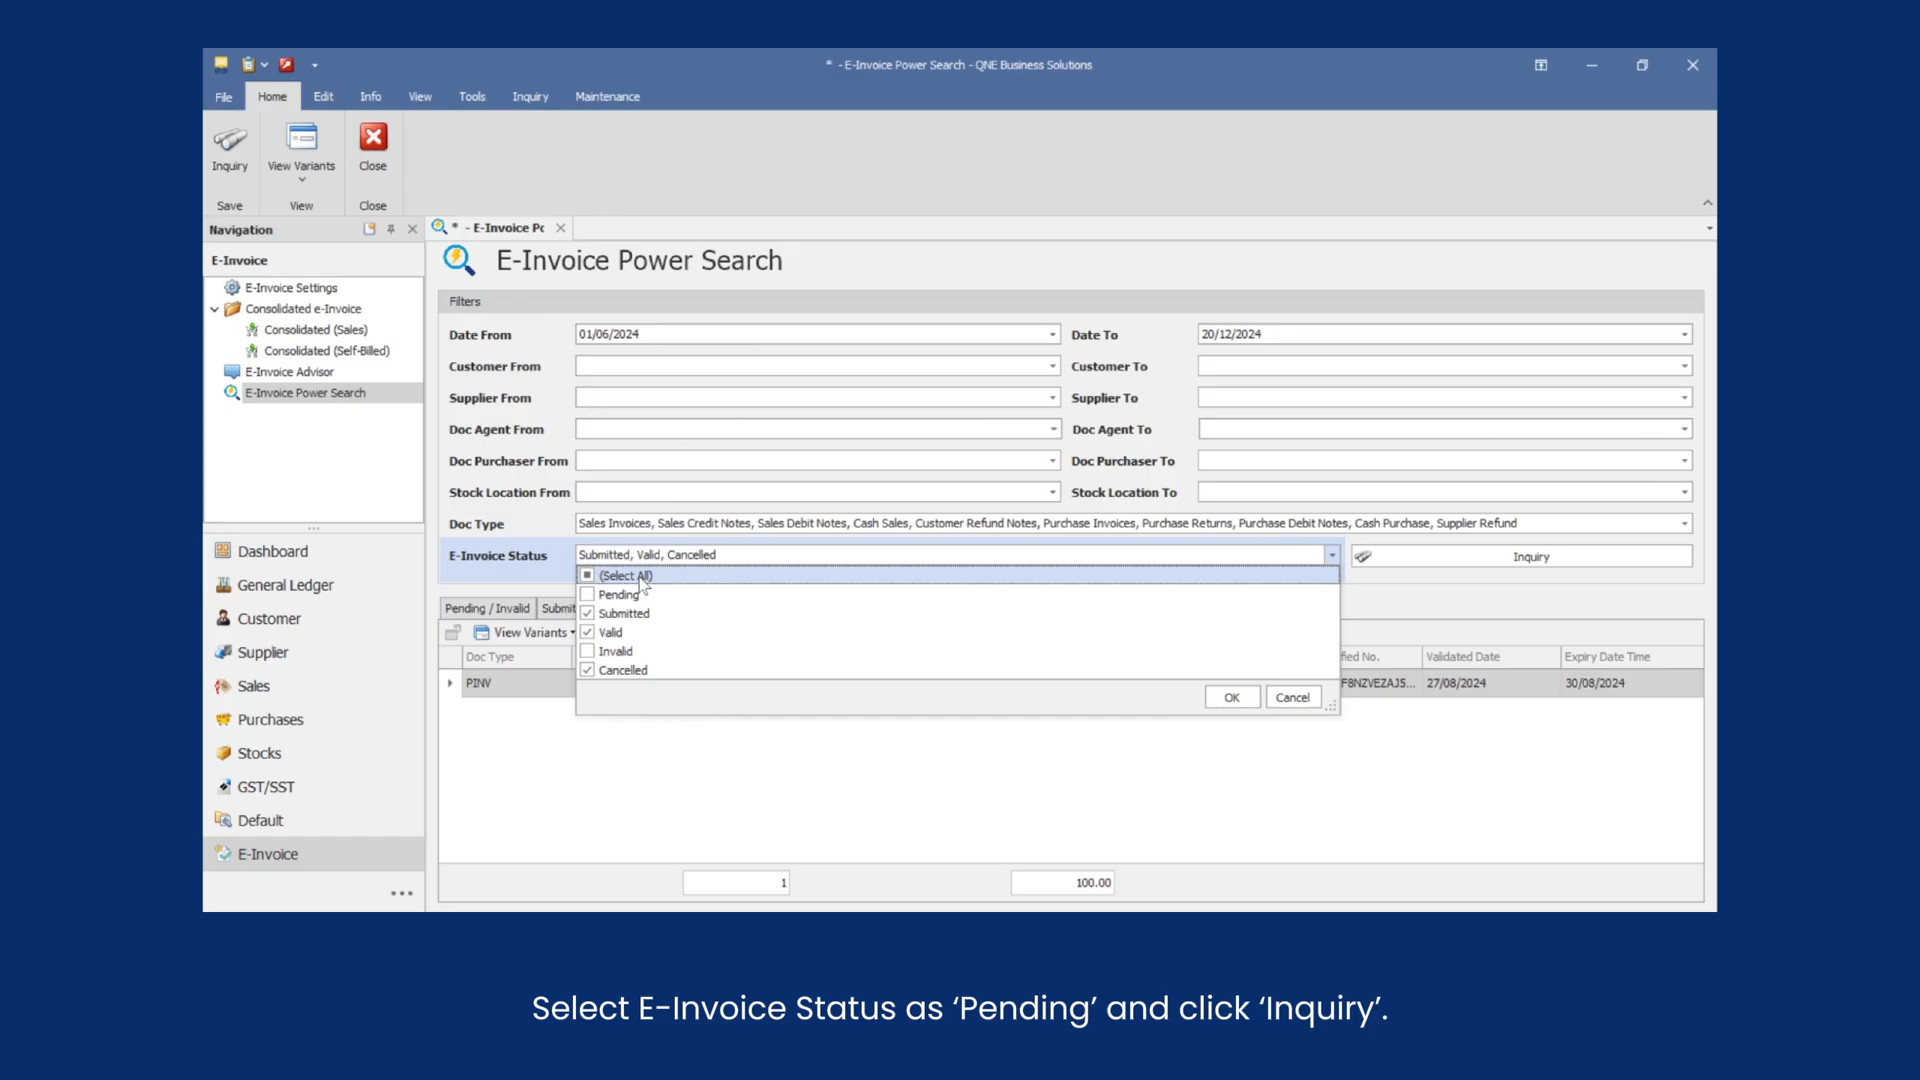 * - E-Invoice Power Search - QNE Business Solutions
File Home Edit Info View Tools Inquiry Maintenance
Inquiry View Variants Close
Save View Close
Navigation
* - E-Invoice Pc
E-Invoice
E-Invoice Settings
Consolidated e-Invoice
Consolidated (Sales)
Consolidated (Self-Billed)
E-Invoice Advisor
E-Invoice Power Search
Dashboard
General Ledger
Customer
Supplier
Sales
Purchases
Stocks
GST/SST
Default
E-Invoice
E-Invoice Power Search
Filters
Date From 01/06/2024 Date To 20/12/2024
Customer From Customer To
Supplier From Supplier To
Doc Agent From Doc Agent To
Doc Purchaser From Doc Purchaser To
Stock Location From Stock Location To
Doc Type Sales Invoices, Sales Credit Notes, Sales Debit Notes, Cash Sales, Customer Refund Notes, Purchase Invoices, Purchase Returns, Purchase Debit Notes, Cash Purchase, Supplier Refund
E-Invoice Status Submitted, Valid, Cancelled Inquiry
(Select All)
Pending
Submitted
Valid
Invalid
Cancelled
OK Cancel
Pending / Invalid Submit
View Variants
Doc Type fied No. Validated Date Expiry Date Time
PINV F8NZVEZAJ5... 27/08/2024 30/08/2024
1 100.00
Select E-Invoice Status as ‘Pending’ and click ‘Inquiry’.